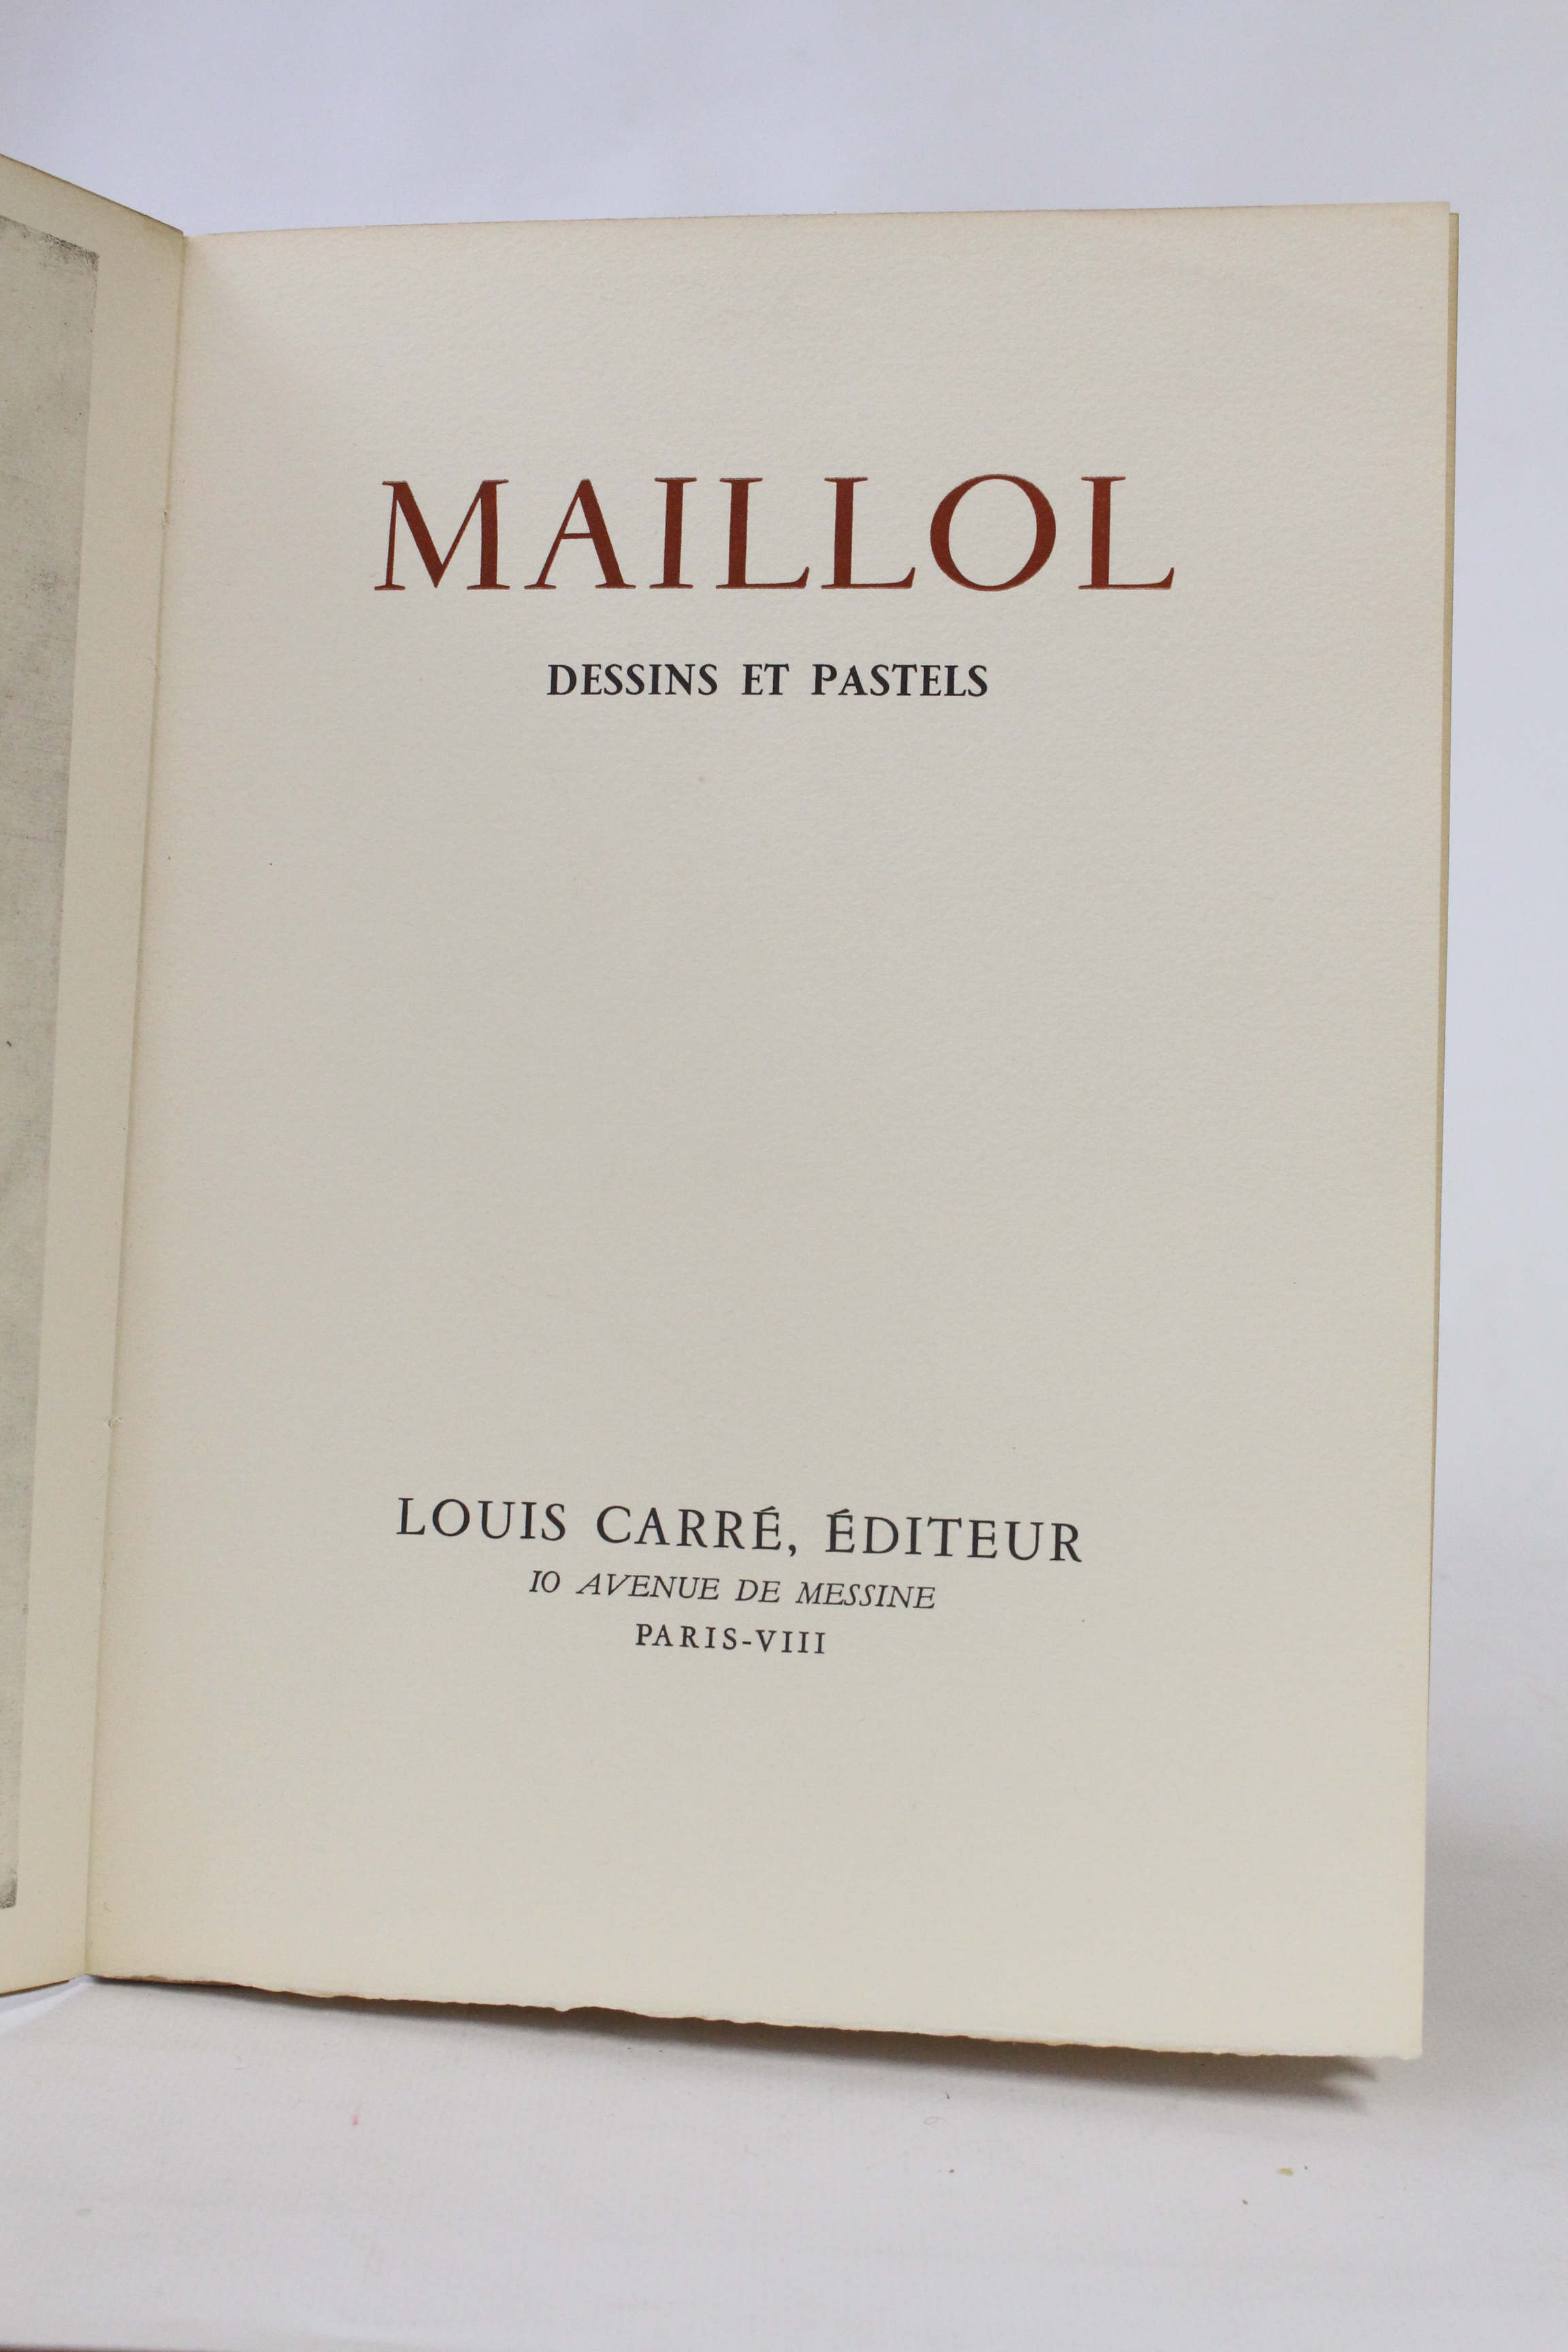 MAILLOL
DESSINS ET PASTELS
LOUIS CARRÉ, ÉDITEUR
10 AVENUE DE MESSINE
PARIS-VIII